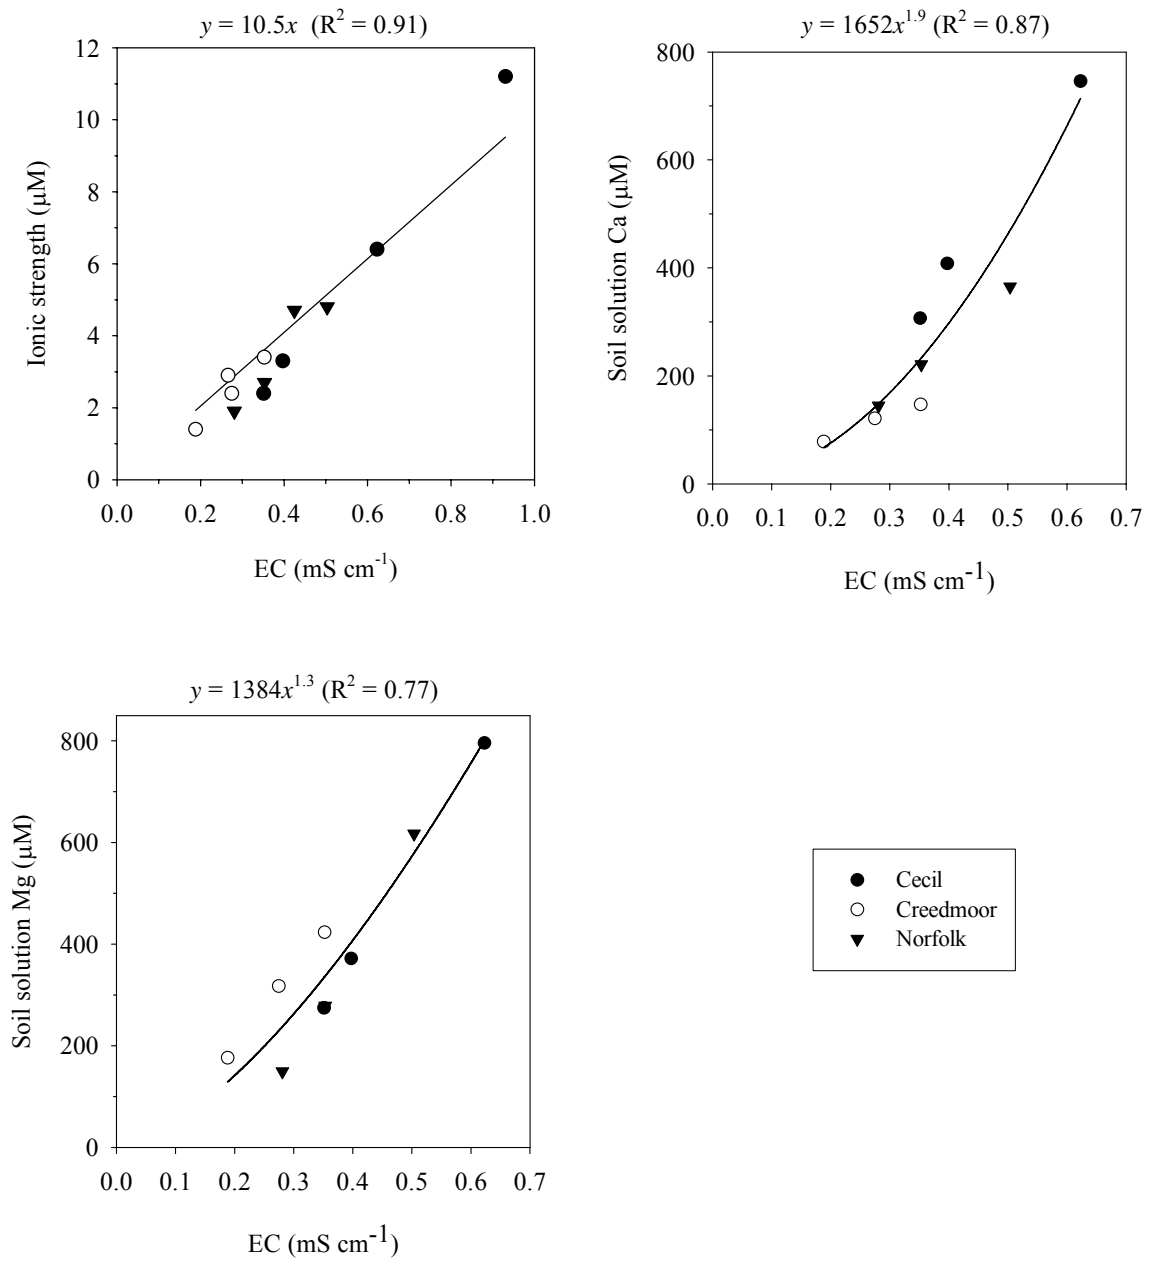 y = 10.5x (R² = 0.91)
12
10
8
6
4
2
0
Ionic strength (µM)
0.0 0.2 0.4 0.6 0.8 1.0
EC (mS cm⁻¹)
y = 1652x¹·⁹ (R² = 0.87)
800
600
400
200
0
Soil solution Ca (µM)
0.0 0.1 0.2 0.3 0.4 0.5 0.6 0.7
EC (mS cm⁻¹)
y = 1384x¹·³ (R² = 0.77)
800
600
400
200
0
Soil solution Mg (µM)
0.0 0.1 0.2 0.3 0.4 0.5 0.6 0.7
EC (mS cm⁻¹)
Cecil
Creedmoor
Norfolk